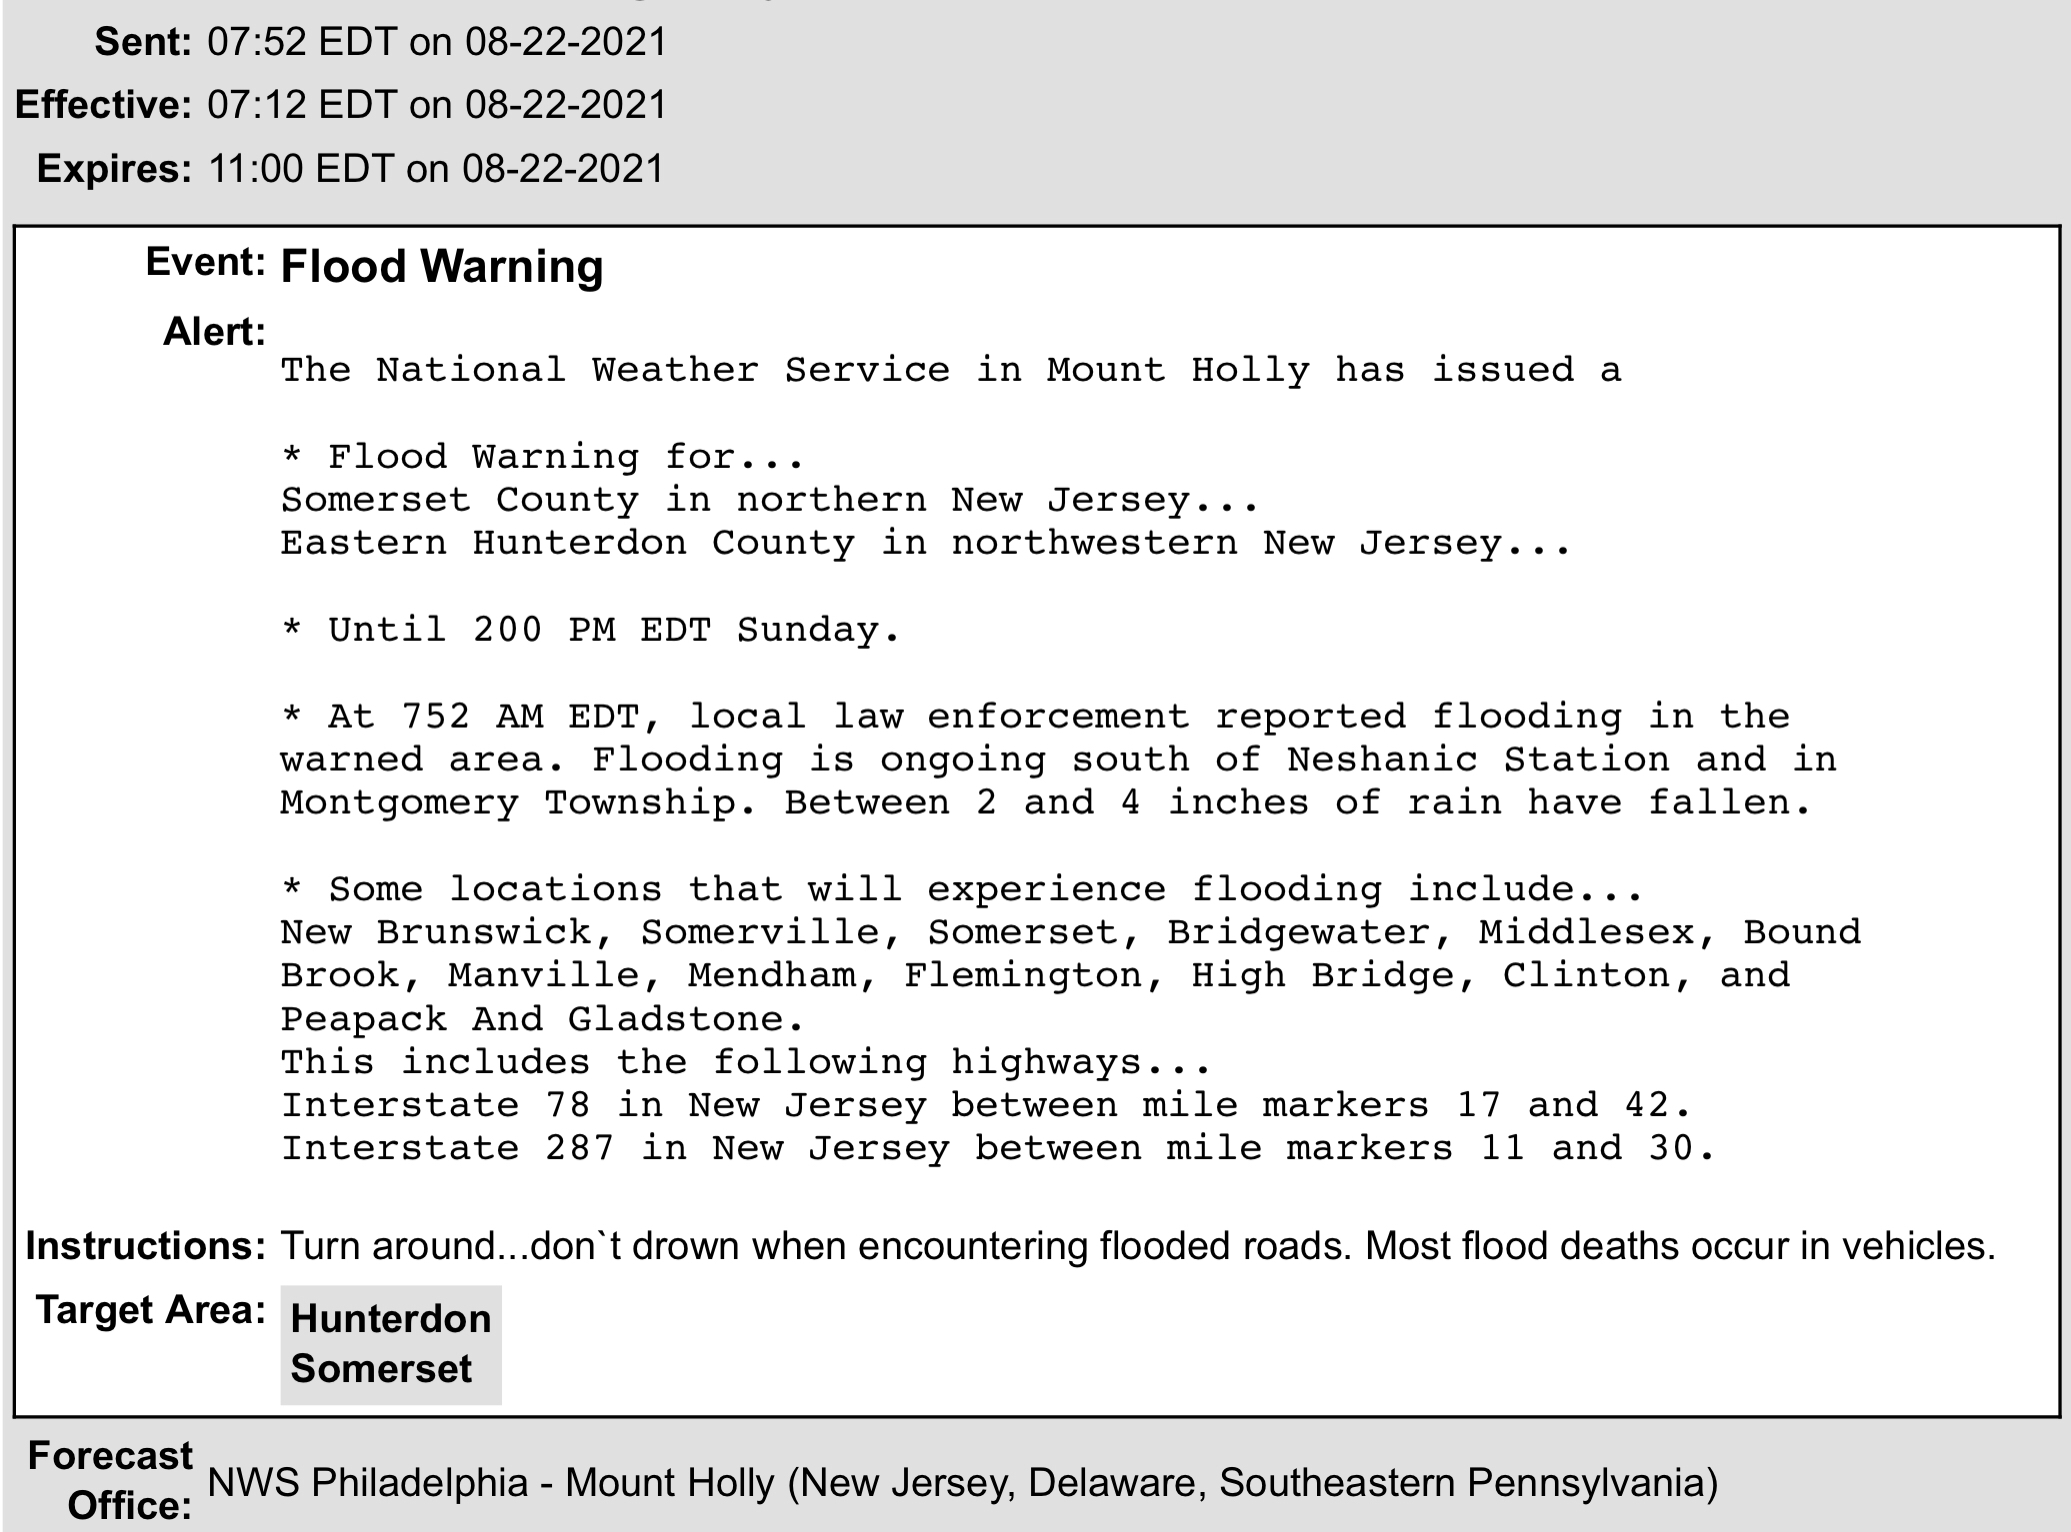 Sent: 07:52 EDT on 08-22-2021
Effective: 07:12 EDT on 08-22-2021
Expires: 11:00 EDT on 08-22-2021
Event: Flood Warning
Alert:
The National Weather Service in Mount Holly has issued a
* Flood Warning for...
Somerset County in northern New Jersey...
Eastern Hunterdon County in northwestern New Jersey...
* Until 200 PM EDT Sunday.
* At 752 AM EDT, local law enforcement reported flooding in the
warned area. Flooding is ongoing south of Neshanic Station and in
Montgomery Township. Between 2 and 4 inches of rain have fallen.
* Some locations that will experience flooding include...
New Brunswick, Somerville, Somerset, Bridgewater, Middlesex, Bound
Brook, Manville, Mendham, Flemington, High Bridge, Clinton, and
Peapack And Gladstone.
This includes the following highways...
Interstate 78 in New Jersey between mile markers 17 and 42.
Interstate 287 in New Jersey between mile markers 11 and 30.
Instructions: Turn around...don`t drown when encountering flooded roads. Most flood deaths occur in vehicles.
Target Area: Hunterdon
Somerset
Forecast
Office: NWS Philadelphia - Mount Holly (New Jersey, Delaware, Southeastern Pennsylvania)